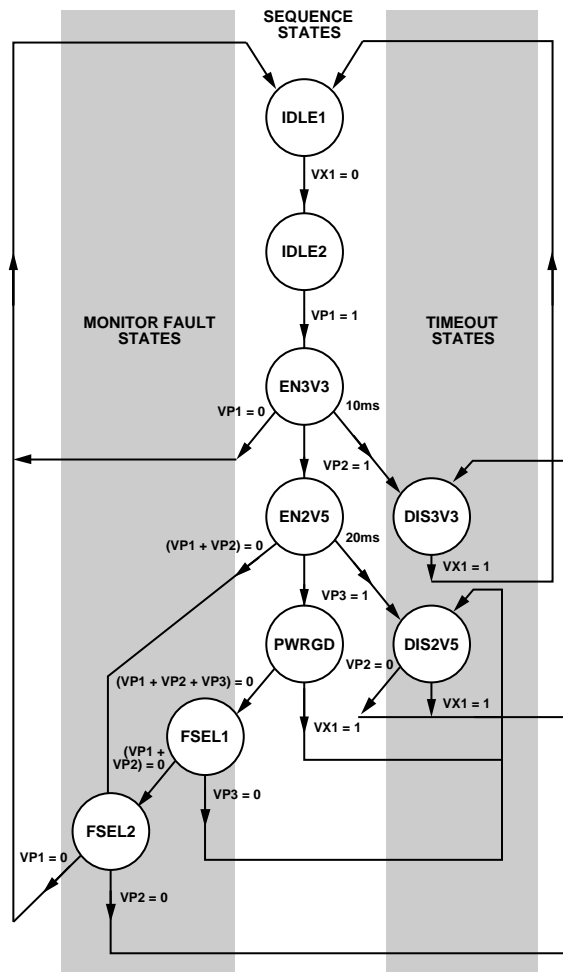 SEQUENCE
STATES
IDLE1
VX1 = 0
IDLE2
VP1 = 1
MONITOR FAULT
STATES
TIMEOUT
STATES
EN3V3
VP1 = 0
10ms
VP2 = 1
DIS3V3
EN2V5
(VP1 + VP2) = 0
20ms
VX1 = 1
VP3 = 1
PWRGD
DIS2V5
VP2 = 0
(VP1 + VP2 + VP3) = 0
VX1 = 1
VX1 = 1
FSEL1
(VP1 +
VP2) = 0
VP3 = 0
FSEL2
VP1 = 0
VP2 = 0